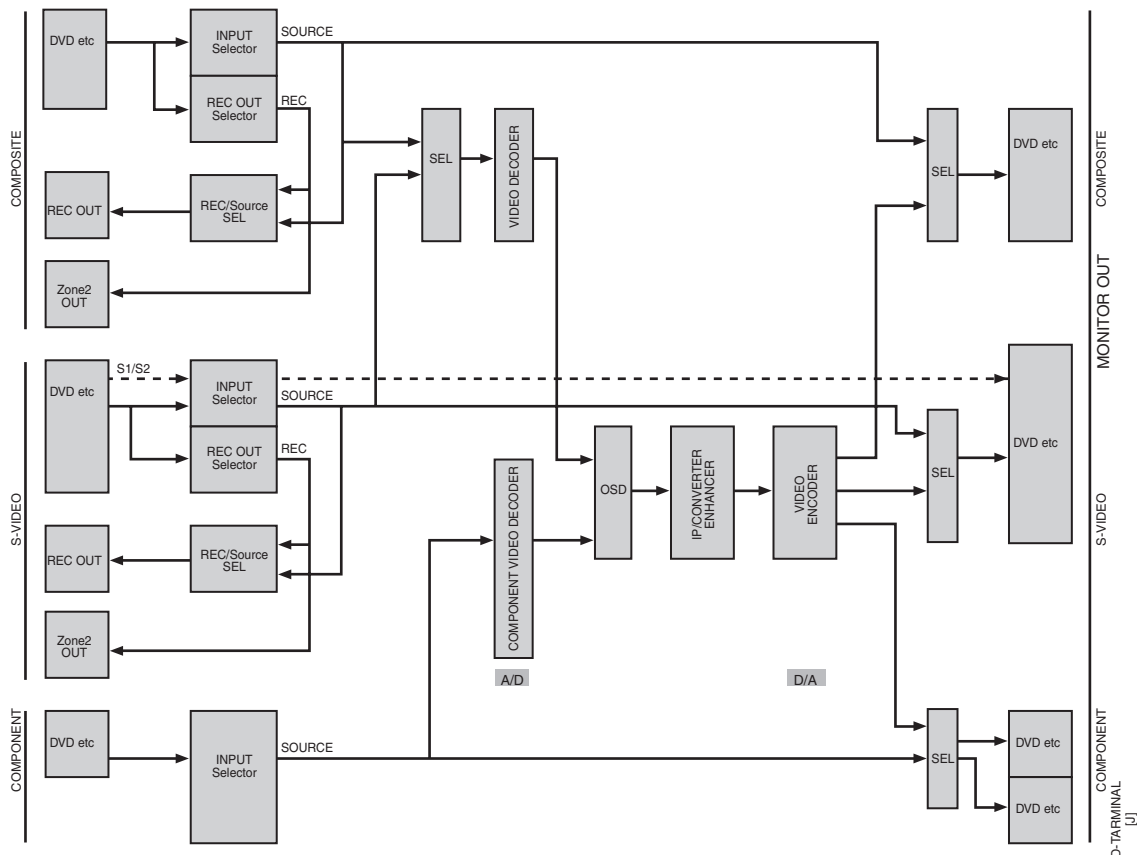 COMPOSITE
DVD etc
INPUT
Selector
SOURCE
REC OUT
Selector
REC
REC OUT
REC/Source
SEL
Zone2
OUT
SEL
VIDEO DECODER
SEL
DVD etc
COMPOSITE
MONITOR OUT
S-VIDEO
DVD etc
S1/S2
INPUT
Selector
SOURCE
REC OUT
Selector
REC
REC OUT
REC/Source
SEL
Zone2
OUT
COMPONENT VIDEO DECODER
A/D
OSD
IP/CONVERTER
ENHANCER
VIDEO
ENCODER
D/A
SEL
DVD etc
S-VIDEO
COMPONENT
DVD etc
INPUT
Selector
SOURCE
SEL
DVD etc
DVD etc
COMPONENT
D-TARMINAL
[J]